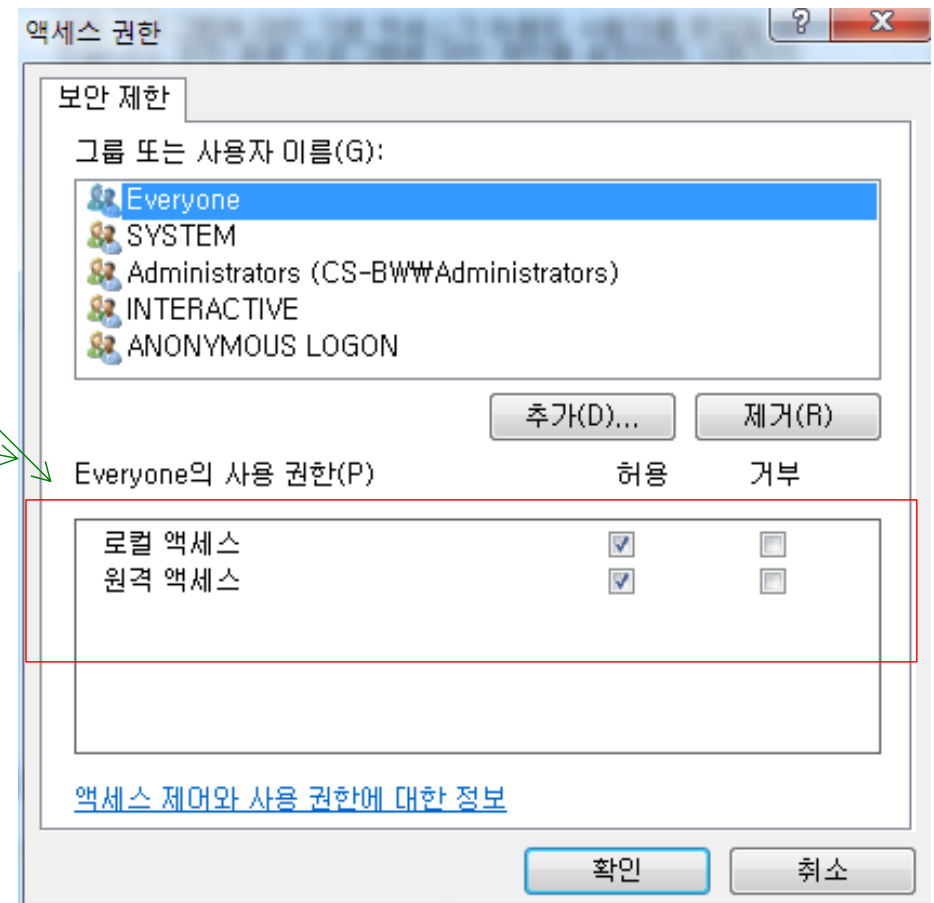 액세스 권한
보안 제한
그룹 또는 사용자 이름(G):
Everyone
SYSTEM
Administrators (CS-BW₩Administrators)
INTERACTIVE
ANONYMOUS LOGON
추가(D)... 제거(R)
Everyone의 사용 권한(P) 허용 거부
로컬 액세스
원격 액세스
액세스 제어와 사용 권한에 대한 정보
확인 취소